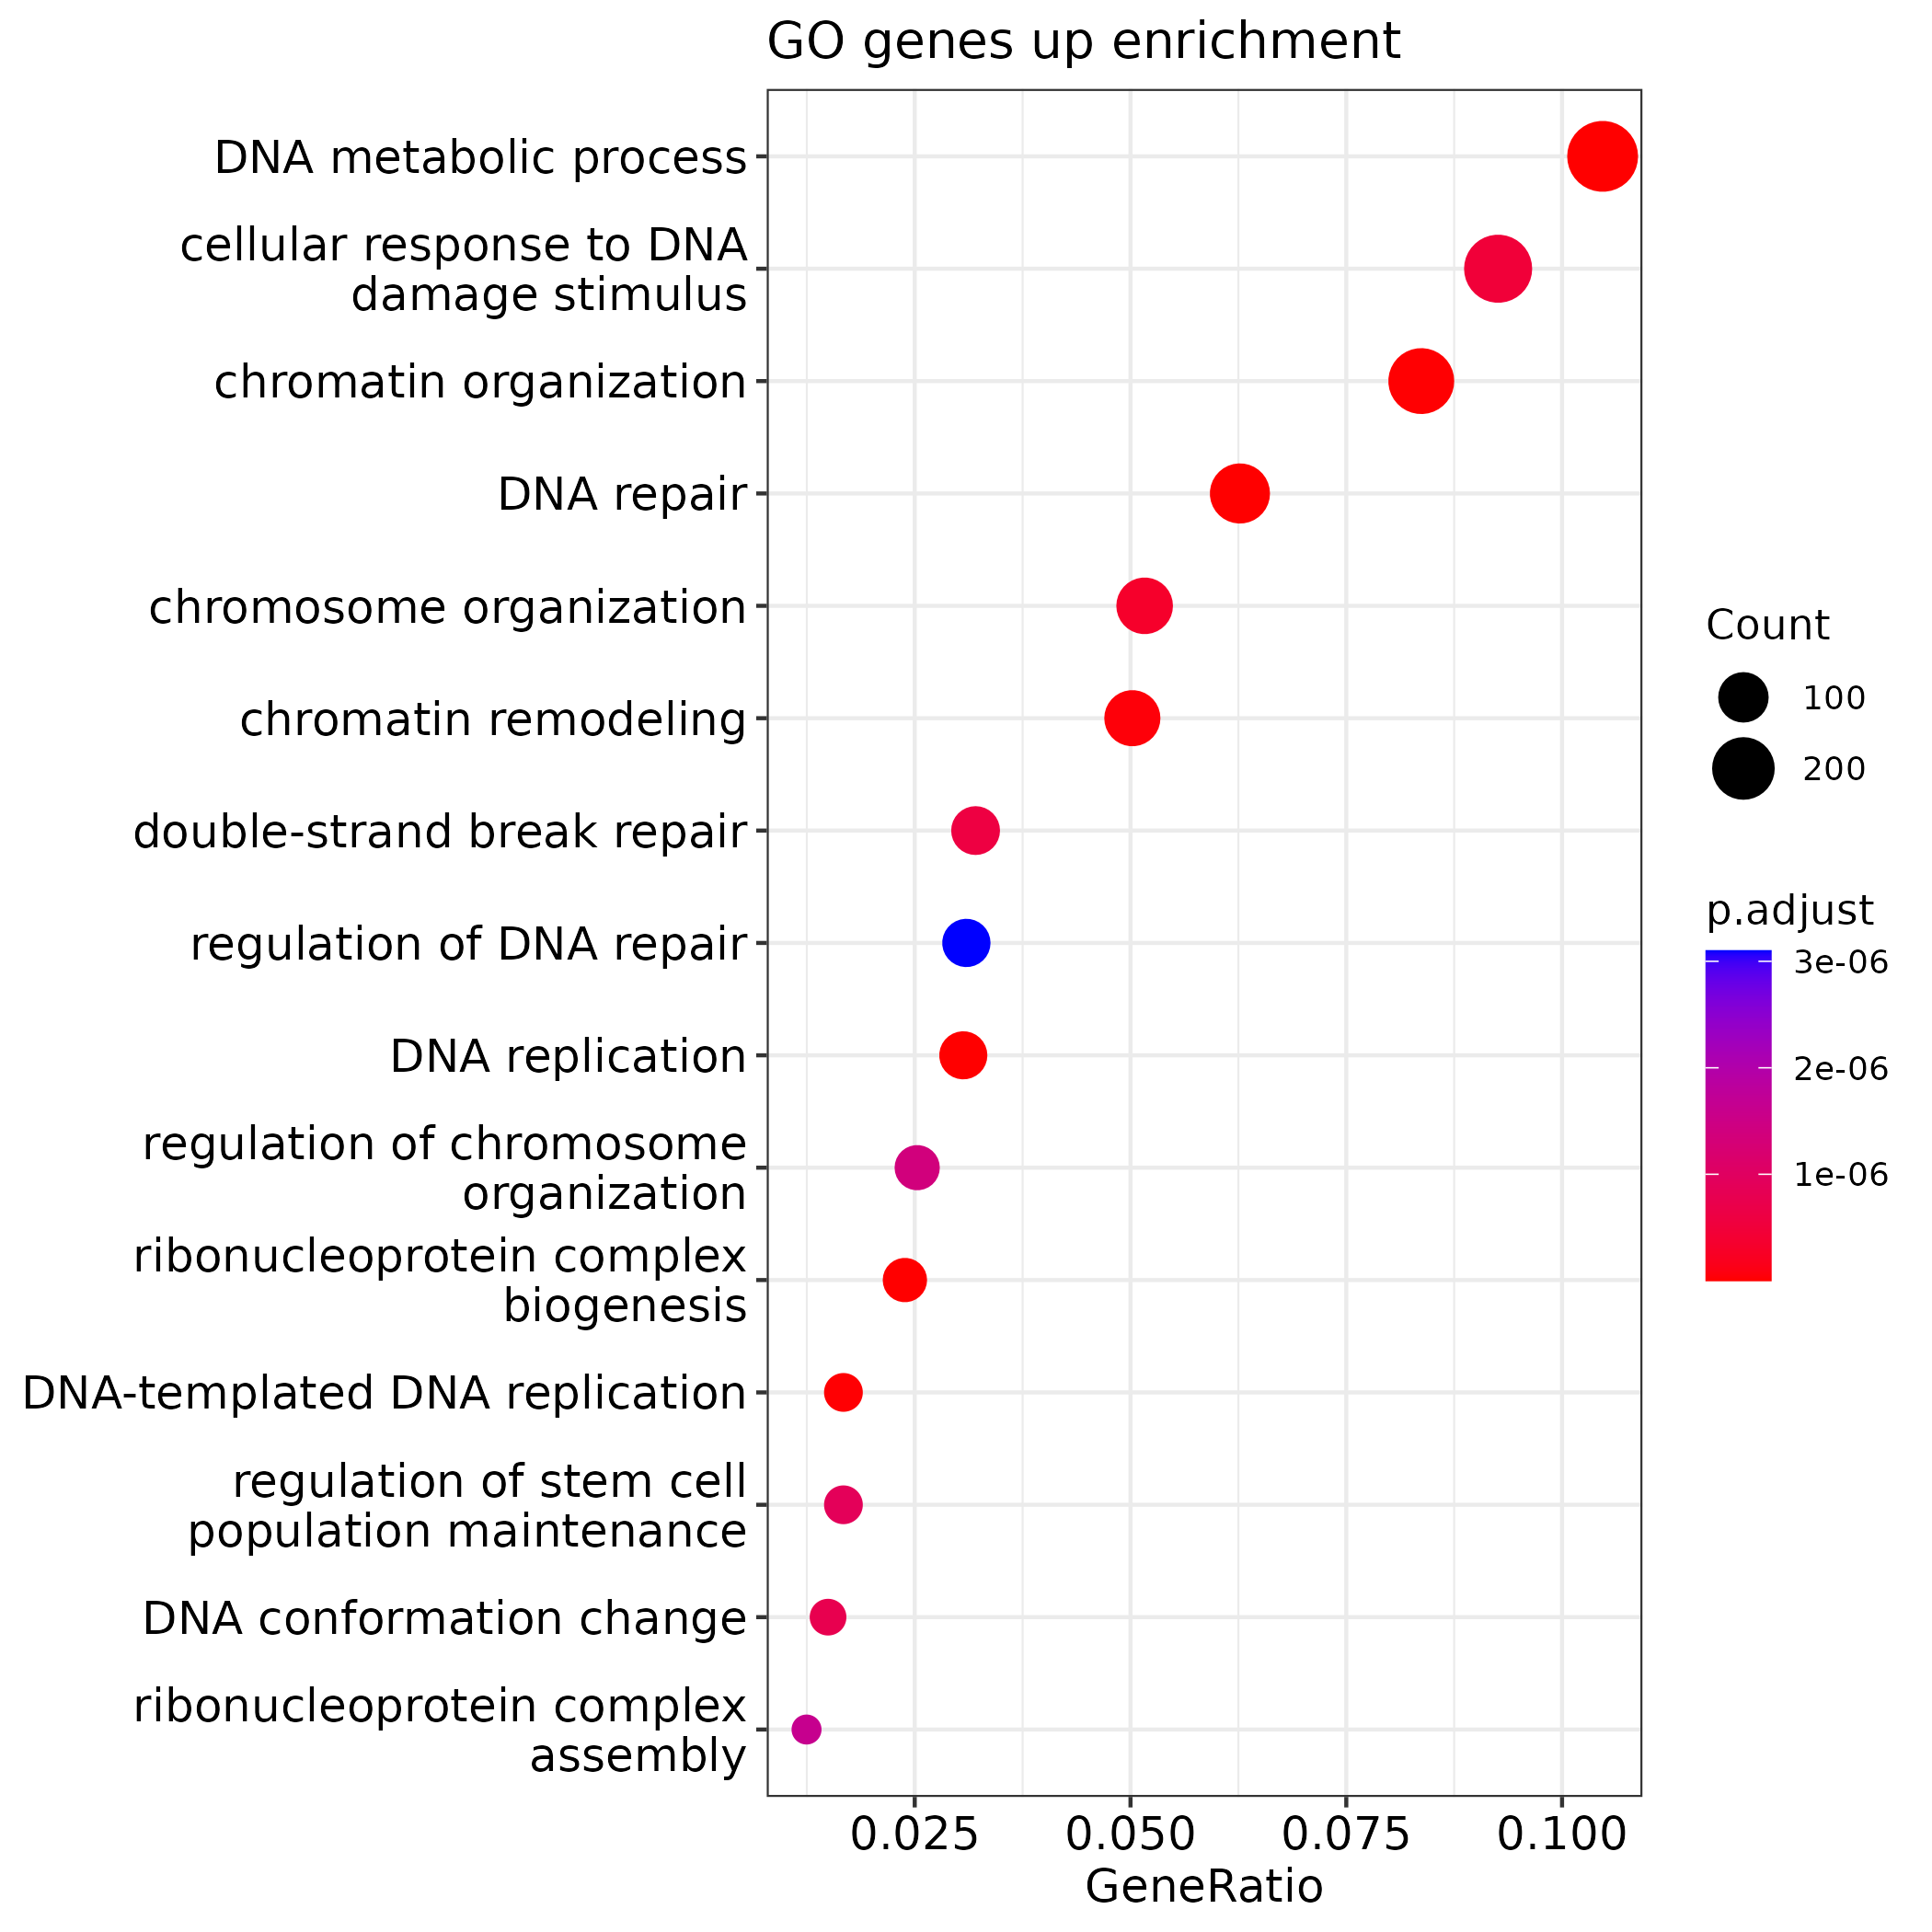 GO genes up enrichment
DNA metabolic process
cellular response to DNA
damage stimulus
chromatin organization
DNA repair
chromosome organization
chromatin remodeling
double-strand break repair
regulation of DNA repair
DNA replication
regulation of chromosome
organization
ribonucleoprotein complex
biogenesis
DNA-templated DNA replication
regulation of stem cell
population maintenance
DNA conformation change
ribonucleoprotein complex
assembly
0.025 0.050 0.075 0.100
GeneRatio
Count
100
200
p.adjust
3e-06
2e-06
1e-06